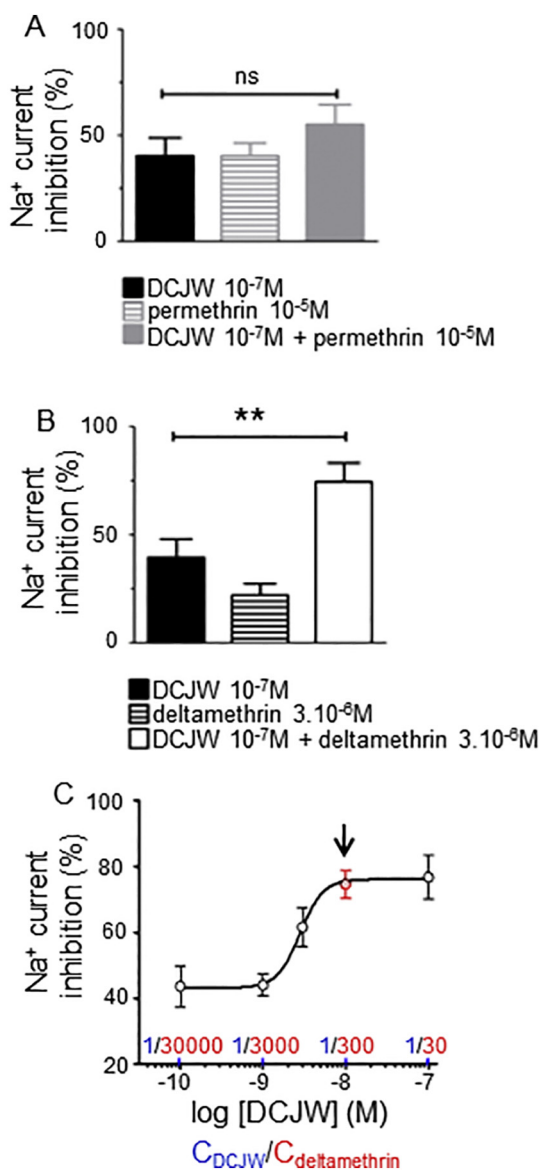 A
100
Na⁺ current
inhibition (%)
ns
50
0
DCJW 10⁻⁷M
permethrin 10⁻⁵M
DCJW 10⁻⁷M + permethrin 10⁻⁵M
B
100
Na⁺ current
inhibition (%)
**
50
0
DCJW 10⁻⁷M
deltamethrin 3.10⁻⁶M
DCJW 10⁻⁷M + deltamethrin 3.10⁻⁶M
C
100
Na⁺ current
inhibition (%)
80
60
40
20
1/30000 1/3000 1/300 1/30
-10 -9 -8 -7
log [DCJW] (M)
C_DCJW/C_deltamethrin